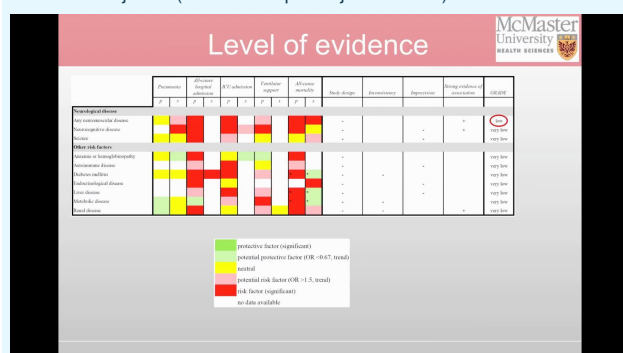 McMaster
University
HEALTH SCIENCES
Level of evidence
Pneumonia
All-cause hospital admission
ICU admission
Ventilator support
All-cause mortality
Study design
Inconsistency
Imprecision
Strong evidence of association
GRADE
p s p s p s p s p s
Neurological disease
Any neuromuscular disease - + low
Neurocognitive disease - - + very low
Seizure - - very low
Other risk factors
Anaemia or hemoglobinopathy - very low
Autoimmune disease - - very low
Diabetes mellitus - - very low
Endocrinological disease - - very low
Liver disease - - very low
Metabolic disease - - very low
Renal disease - - + very low
protective factor (significant)
potential protective factor (OR <0.67, trend)
neutral
potential risk factor (OR >1.5, trend)
risk factor (significant)
no data available